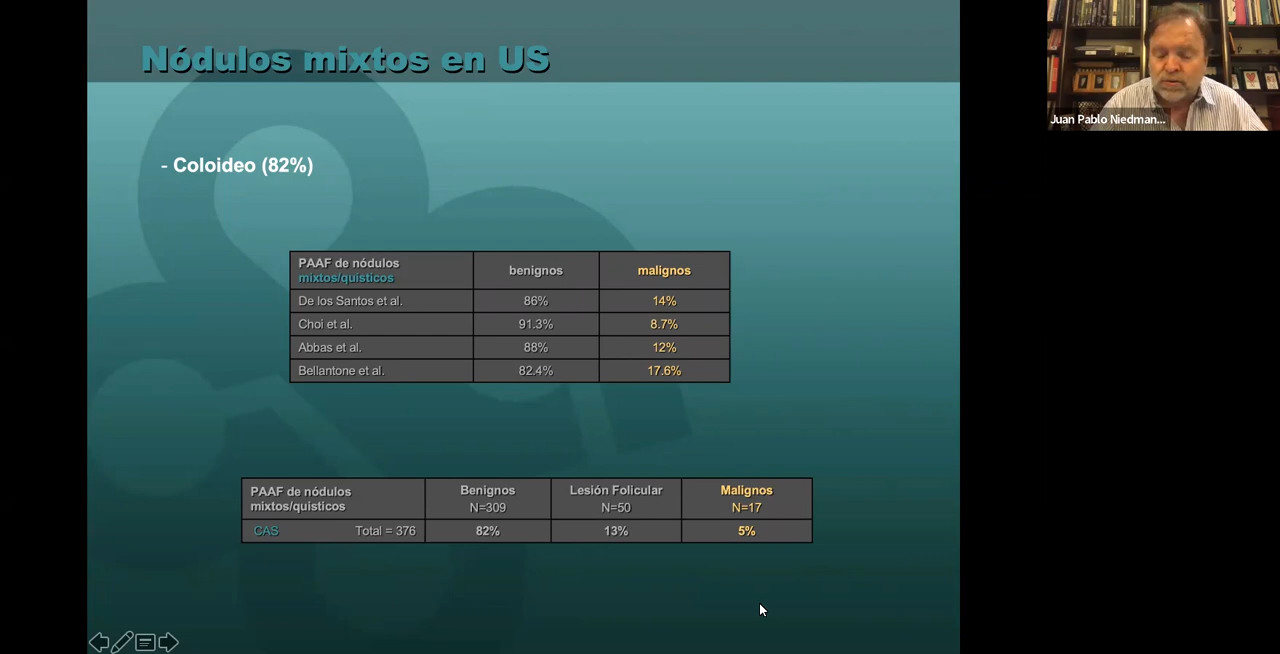 Nódulos mixtos en US
- Coloideo (82%)
PAAF de nódulos
mixtos/quísticos
benignos
malignos
De los Santos et al.
86%
14%
Choi et al.
91.3%
8.7%
Abbas et al.
88%
12%
Bellantone et al.
82.4%
17.6%
PAAF de nódulos
mixtos/quisticos
Benignos
N=309
Lesión Folicular
N=50
Malignos
N=17
CAS
Total = 376
82%
13%
5%
Juan Pablo Niedman...